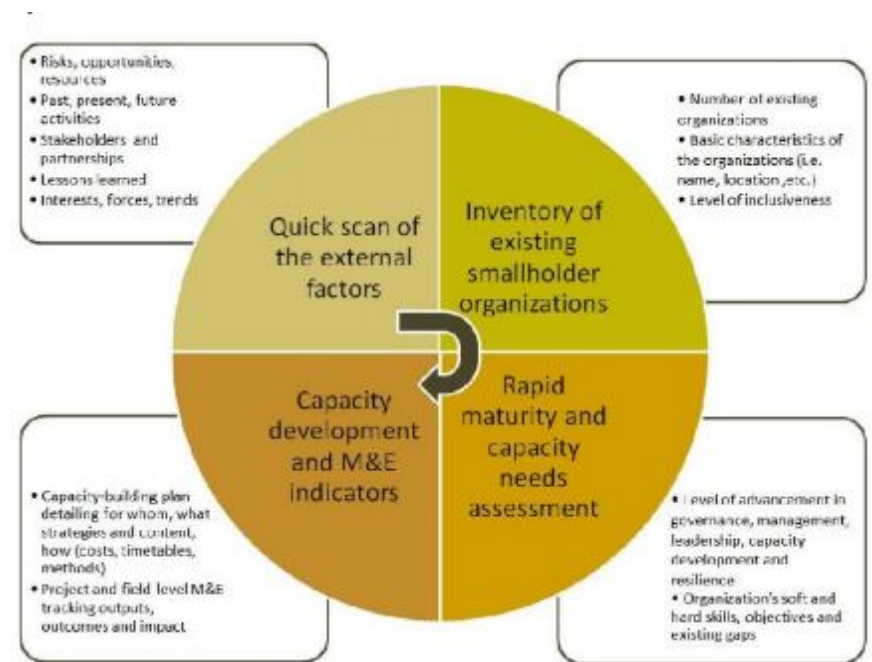 • Risks, opportunities,
resources
• Past, present, future
activities
• Stakeholders and
partnerships
• Lessons learned
• Interests, forces, trends
• Number of existing
organizations
• Basic characteristics of
the organizations (i.e.
name, location ,etc.)
• Level of inclusiveness
Quick scan of
the external
factors
Inventory of
existing
smallholder
organizations
Capacity
development
and M&E
indicators
Rapid
maturity and
capacity
needs
assessment
• Capacity-building plan
detailing for whom, what
strategies and content,
how (costs, timetables,
methods)
• Project and field-level M&E
tracking outputs,
outcomes and impact
• Level of advancement in
governance, management,
leadership, capacity
development and
resilience
• Organization's soft and
hard skills, objectives and
existing gaps